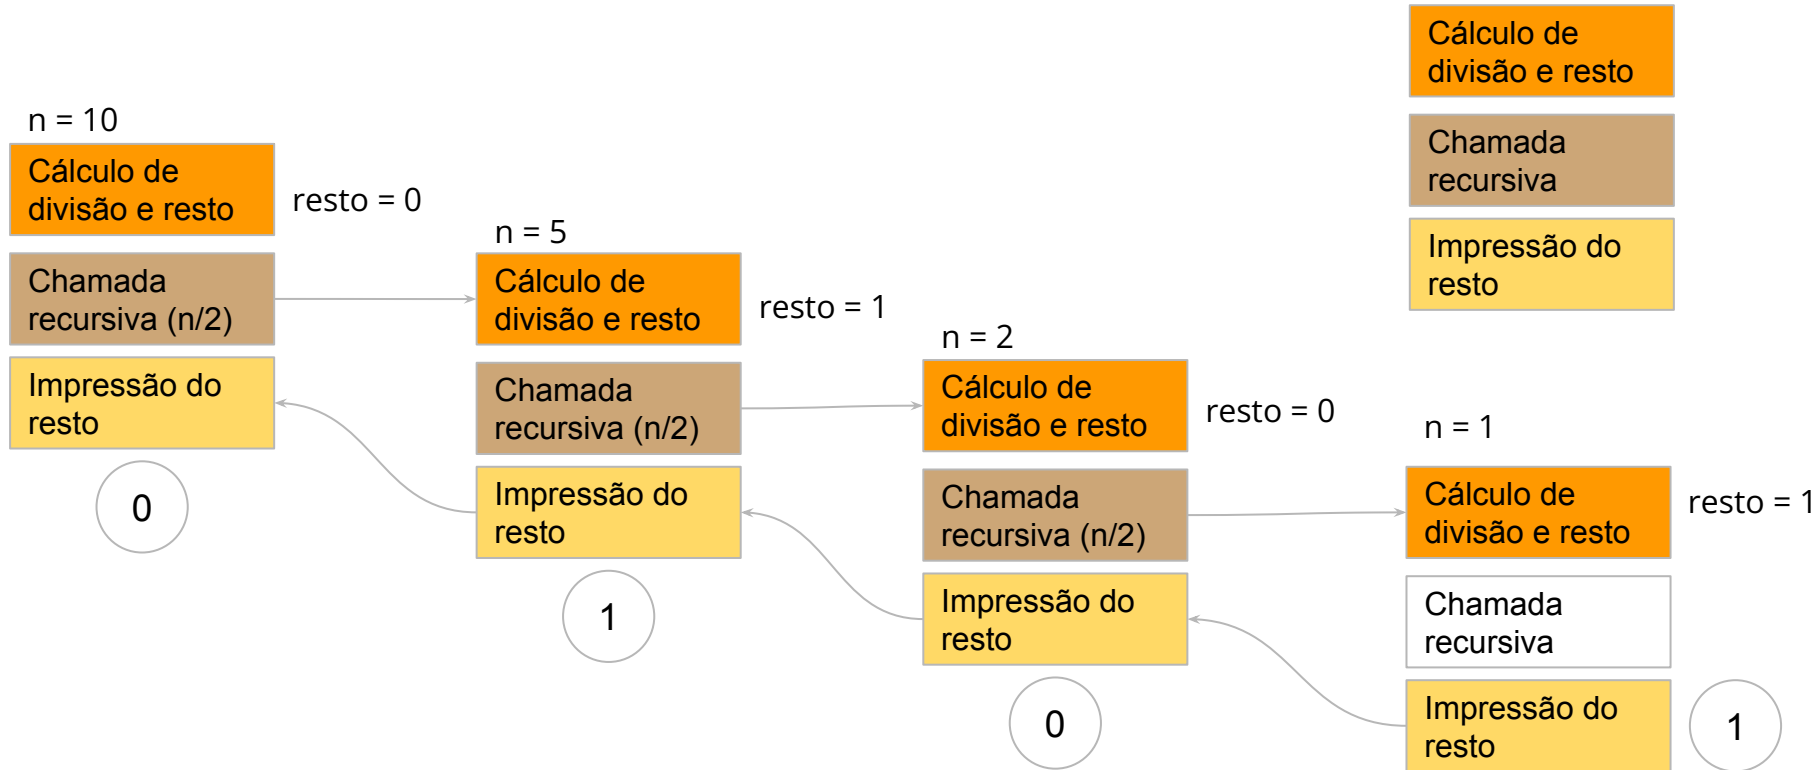 n = 10
Cálculo de
divisão e resto
resto = 0
Chamada
recursiva (n/2)
Impressão do
resto
0
n = 5
Cálculo de
divisão e resto
resto = 1
Chamada
recursiva (n/2)
Impressão do
resto
1
n = 2
Cálculo de
divisão e resto
resto = 0
Chamada
recursiva (n/2)
Impressão do
resto
0
Cálculo de
divisão e resto
Chamada
recursiva
Impressão do
resto
n = 1
Cálculo de
divisão e resto
resto = 1
Chamada
recursiva
Impressão do
resto
1